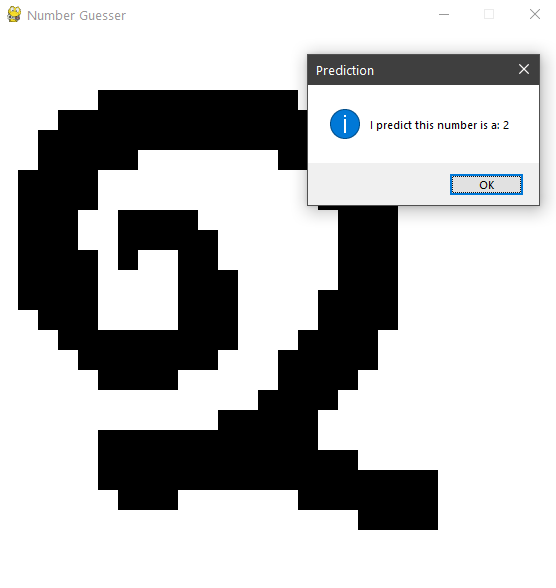 Number Guesser
Prediction
I predict this number is a: 2
OK